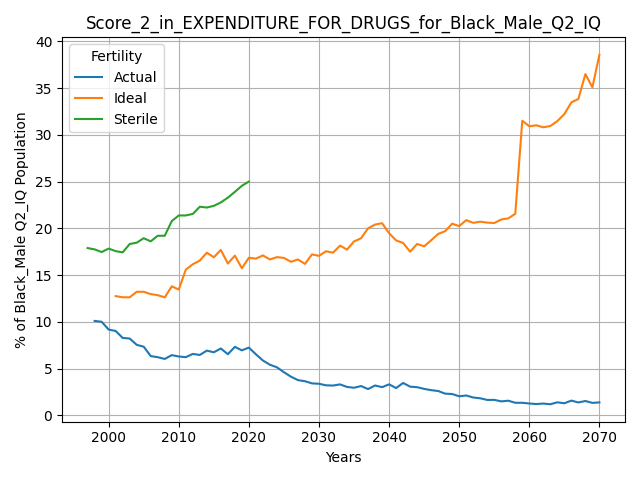 Score_2_in_EXPENDITURE_FOR_DRUGS_for_Black_Male_Q2_IQ
% of Black_Male Q2_IQ Population
40
35
30
25
20
15
10
5
0
Fertility
Actual
Ideal
Sterile
2000 2010 2020 2030 2040 2050 2060 2070
Years